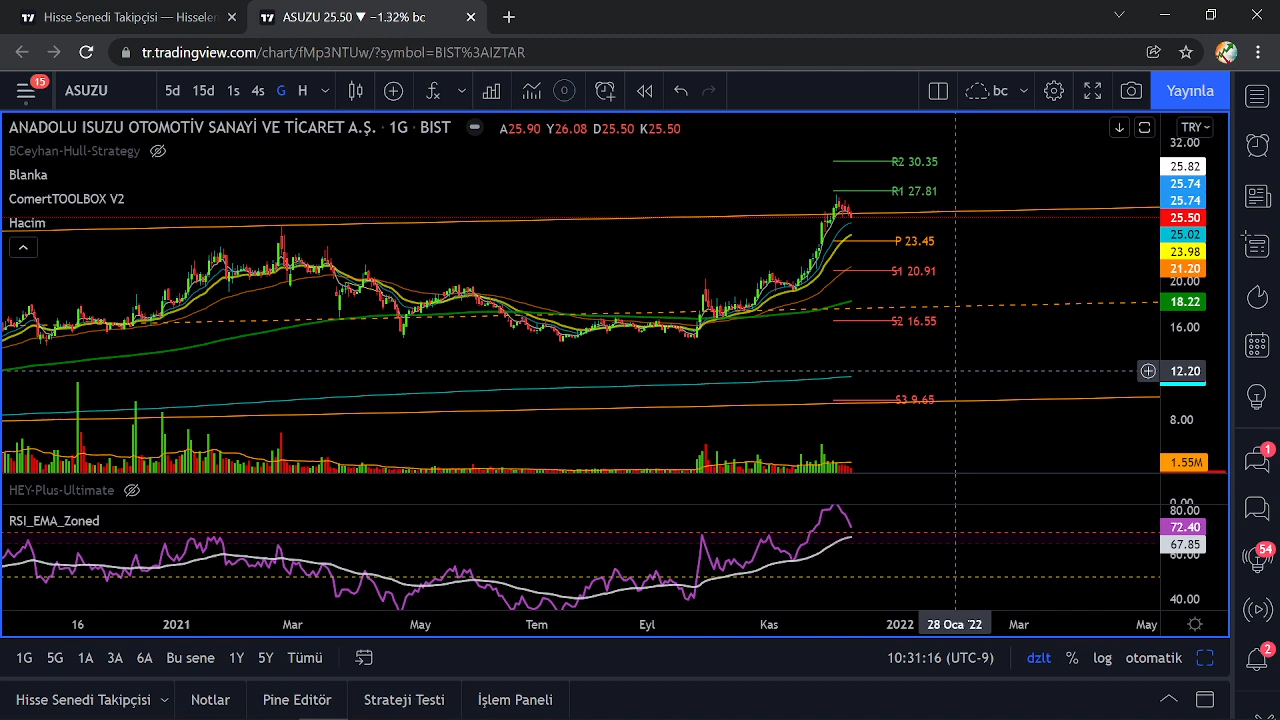 Hisse Senedi Takipçisi — Hisseler
ASUZU 25.50 ▼ −1.32% bc
tr.tradingview.com/chart/fMp3NTUw/?symbol=BIST%3AIZTAR
15
ASUZU
5d 15d 1s 4s G H
bc
Yayınla
ANADOLU ISUZU OTOMOTİV SANAYİ VE TİCARET A.Ş. · 1G · BIST
A25.90 Y26.08 D25.50 K25.50
TRY
BCeyhan-Hull-Strategy
Blanka
ComertTOOLBOX V2
Hacim
R2 30.35
R1 27.81
P 23.45
S1 20.91
S2 16.55
S3 9.65
32.00
25.82
25.74
25.74
25.50
25.02
23.98
21.20
20.00
18.22
16.00
12.20
8.00
1.55M
0.00
HEY-Plus-Ultimate
RSI_EMA_Zoned
80.00
72.40
67.85
60.00
40.00
16 2021 Mar May Tem Eyl Kas 2022 28 Oca '22 Mar May
1G 5G 1A 3A 6A Bu sene 1Y 5Y Tümü
10:31:16 (UTC-9)
dzlt % log otomatik
Hisse Senedi Takipçisi
Notlar
Pine Editör
Strateji Testi
İşlem Paneli
1
54
2